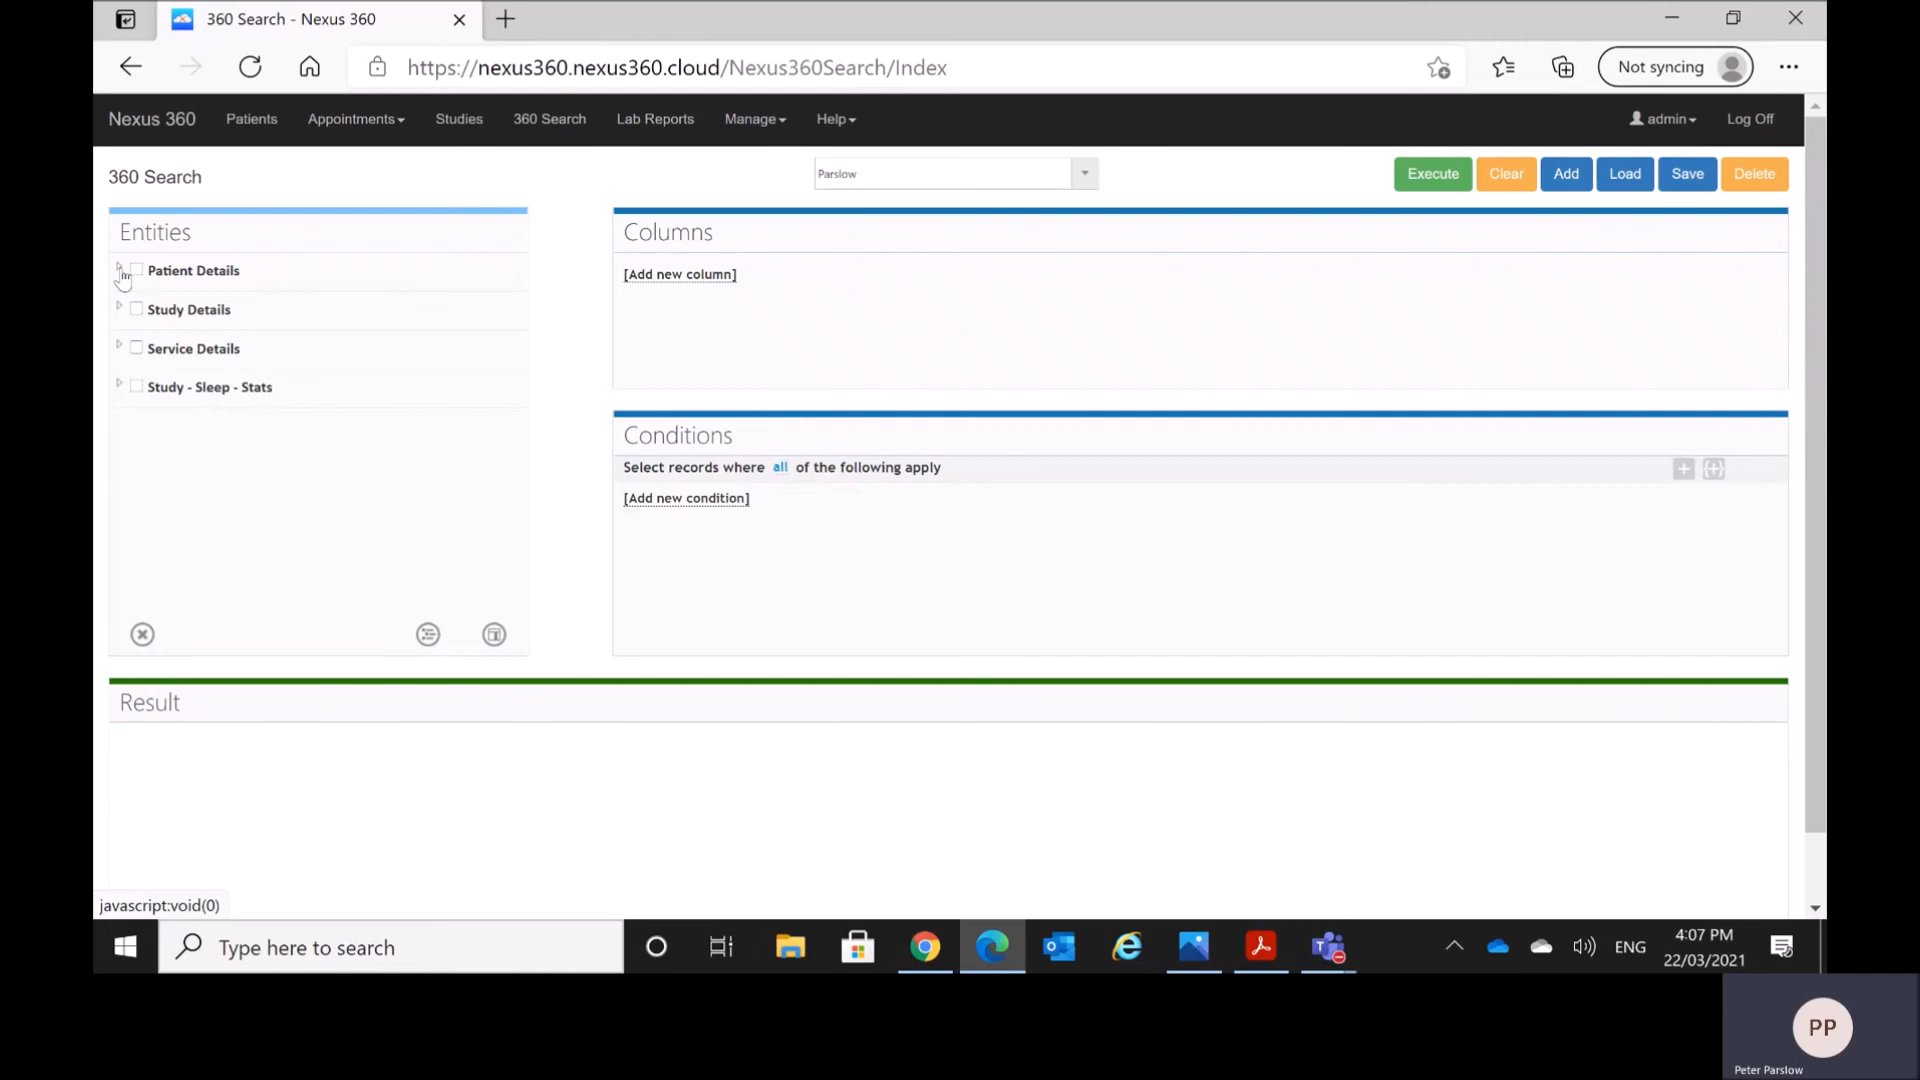 360 Search - Nexus 360
https://nexus360.nexus360.cloud/Nexus360Search/Index
Not syncing
Nexus 360 Patients Appointments Studies 360 Search Lab Reports Manage Help admin Log Off
360 Search
Parslow
Execute Clear Add Load Save Delete
Entities
Patient Details
Study Details
Service Details
Study - Sleep - Stats
Columns
[Add new column]
Conditions
Select records where all of the following apply
[Add new condition]
Result
javascript:void(0)
Type here to search
ENG
4:07 PM
22/03/2021
PP
Peter Parslow